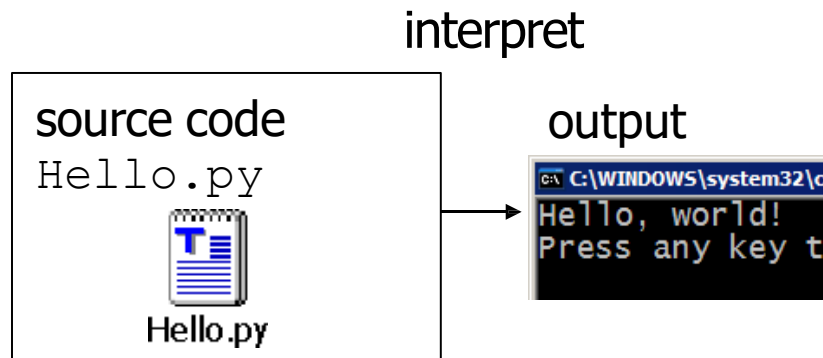 interpret
source code
Hello.py
Hello.py
output
C:\WINDOWS\system32\c
Hello, world!
Press any key t